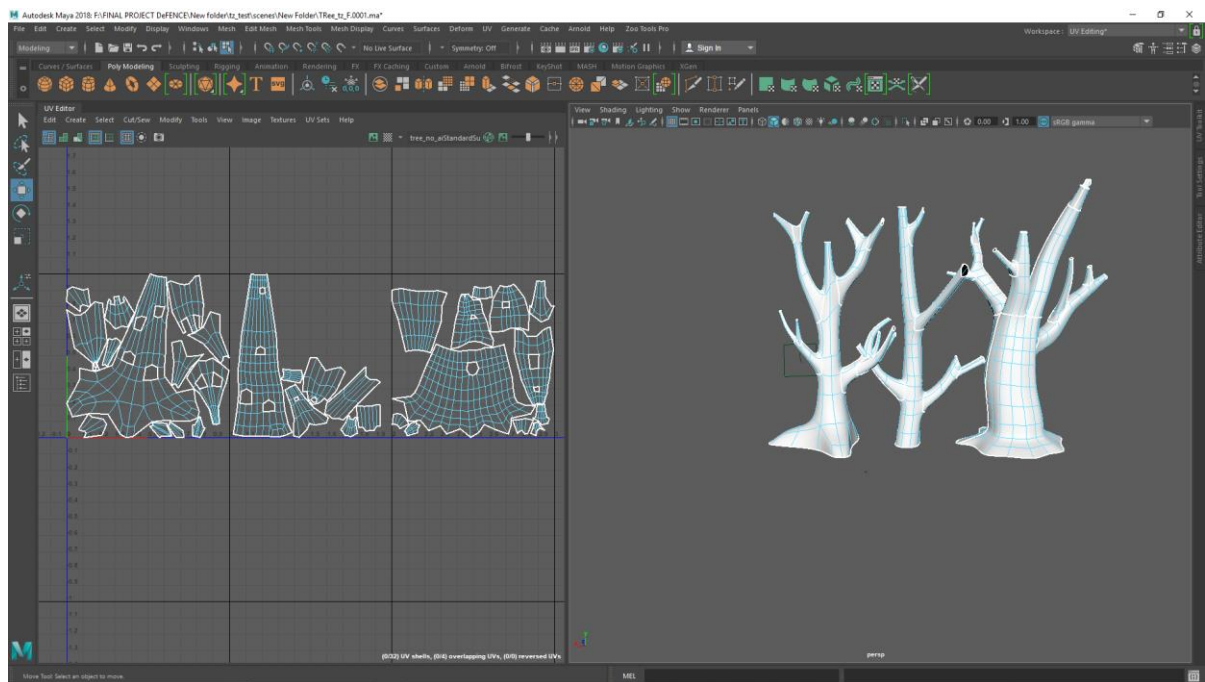 Autodesk Maya 2018: F:\FINAL PROJECT DeFENCE\New folder\tz_test\scenes\New Folder\TRee_tz_F.0001.ma*
File Edit Create Select Modify Display Windows Mesh Edit Mesh Mesh Tools Mesh Display Curves Surfaces Deform UV Generate Cache Arnold Help Zoo Tools Pro
Workspace: UV Editing*
Modeling No Live Surface Symmetry: Off Sign In
Curves / Surfaces Poly Modeling Sculpting Rigging Animation Rendering FX FX Caching Custom Arnold Bifrost KeyShot MASH Motion Graphics XGen
UV Editor
Edit Create Select Cut/Sew Modify Tools View Image Textures UV Sets Help
tree_no_aiStandardSu
View Shading Lighting Show Renderer Panels
0.00 1.00 sRGB gamma
UV Toolkit
Tool Settings
Attribute Editor
(0/32) UV shells, (0/4) overlapping UVs, (0/0) reversed UVs
persp
Move Tool: Select an object to move.
MEL